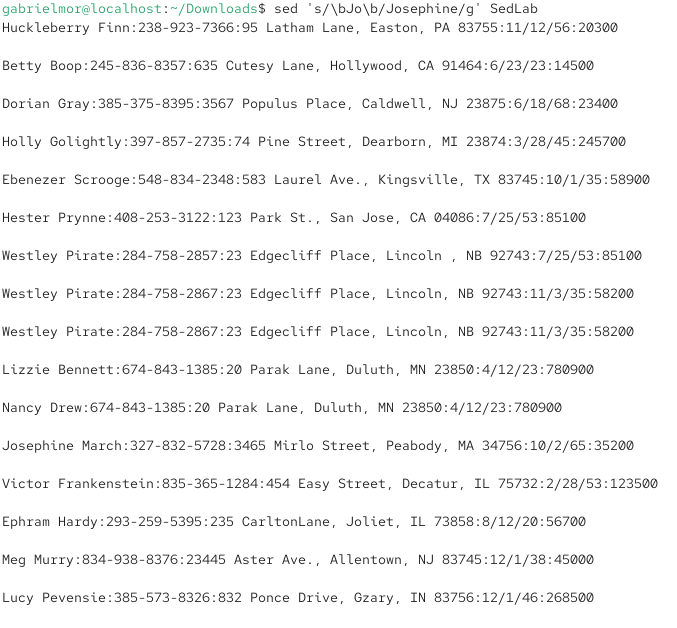 gabrielmor@localhost:~/Downloads$ sed 's/\bJo\b/Josephine/g' SedLab
Huckleberry Finn:238-923-7366:95 Latham Lane, Easton, PA 83755:11/12/56:20300
Betty Boop:245-836-8357:635 Cutesy Lane, Hollywood, CA 91464:6/23/23:14500
Dorian Gray:385-375-8395:3567 Populus Place, Caldwell, NJ 23875:6/18/68:23400
Holly Golightly:397-857-2735:74 Pine Street, Dearborn, MI 23874:3/28/45:245700
Ebenezer Scrooge:548-834-2348:583 Laurel Ave., Kingsville, TX 83745:10/1/35:58900
Hester Prynne:408-253-3122:123 Park St., San Jose, CA 04086:7/25/53:85100
Westley Pirate:284-758-2857:23 Edgecliff Place, Lincoln , NB 92743:7/25/53:85100
Westley Pirate:284-758-2867:23 Edgecliff Place, Lincoln, NB 92743:11/3/35:58200
Westley Pirate:284-758-2867:23 Edgecliff Place, Lincoln, NB 92743:11/3/35:58200
Lizzie Bennett:674-843-1385:20 Parak Lane, Duluth, MN 23850:4/12/23:780900
Nancy Drew:674-843-1385:20 Parak Lane, Duluth, MN 23850:4/12/23:780900
Josephine March:327-832-5728:3465 Mirlo Street, Peabody, MA 34756:10/2/65:35200
Victor Frankenstein:835-365-1284:454 Easy Street, Decatur, IL 75732:2/28/53:123500
Ephram Hardy:293-259-5395:235 CarltonLane, Joliet, IL 73858:8/12/20:56700
Meg Murry:834-938-8376:23445 Aster Ave., Allentown, NJ 83745:12/1/38:45000
Lucy Pevensie:385-573-8326:832 Ponce Drive, Gzary, IN 83756:12/1/46:268500